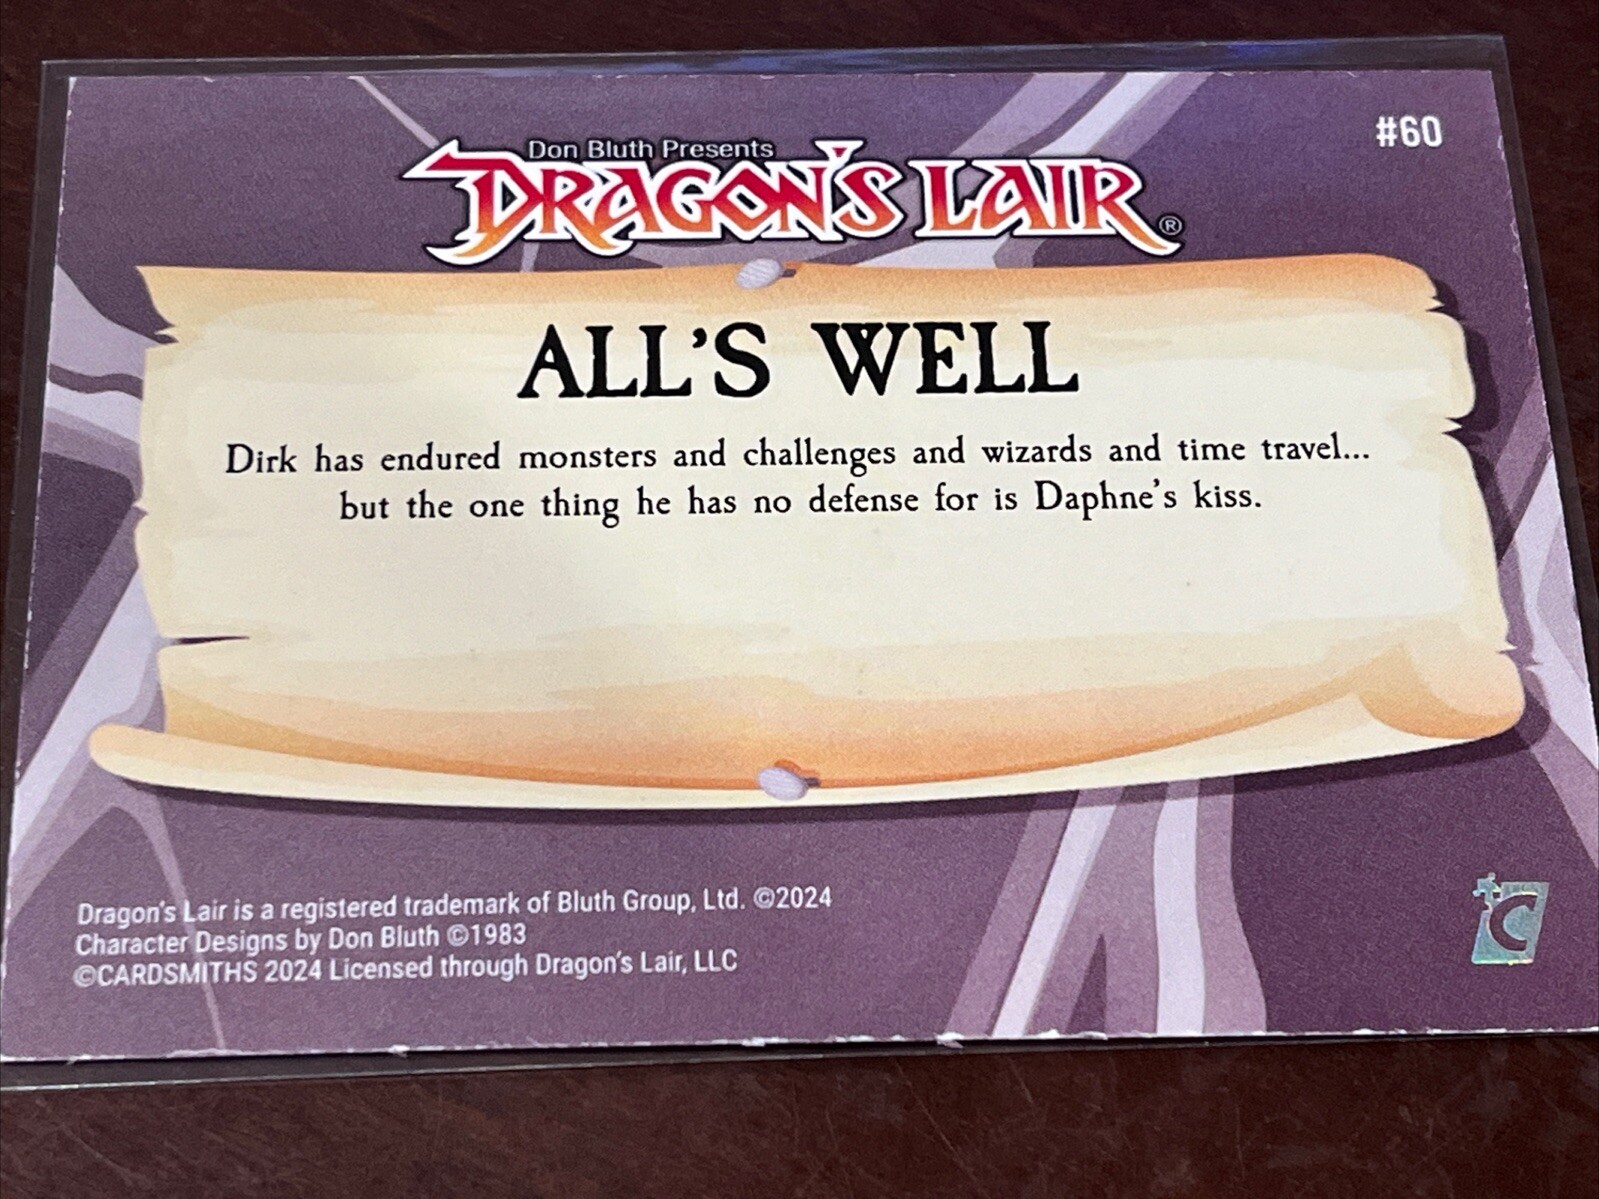 #60
Don Bluth Presents
DRAGON'S LAIR®
ALL'S WELL
Dirk has endured monsters and challenges and wizards and time travel...
but the one thing he has no defense for is Daphne's kiss.
Dragon's Lair is a registered trademark of Bluth Group, Ltd. ©2024
Character Designs by Don Bluth ©1983
©CARDSMITHS 2024 Licensed through Dragon's Lair, LLC
C